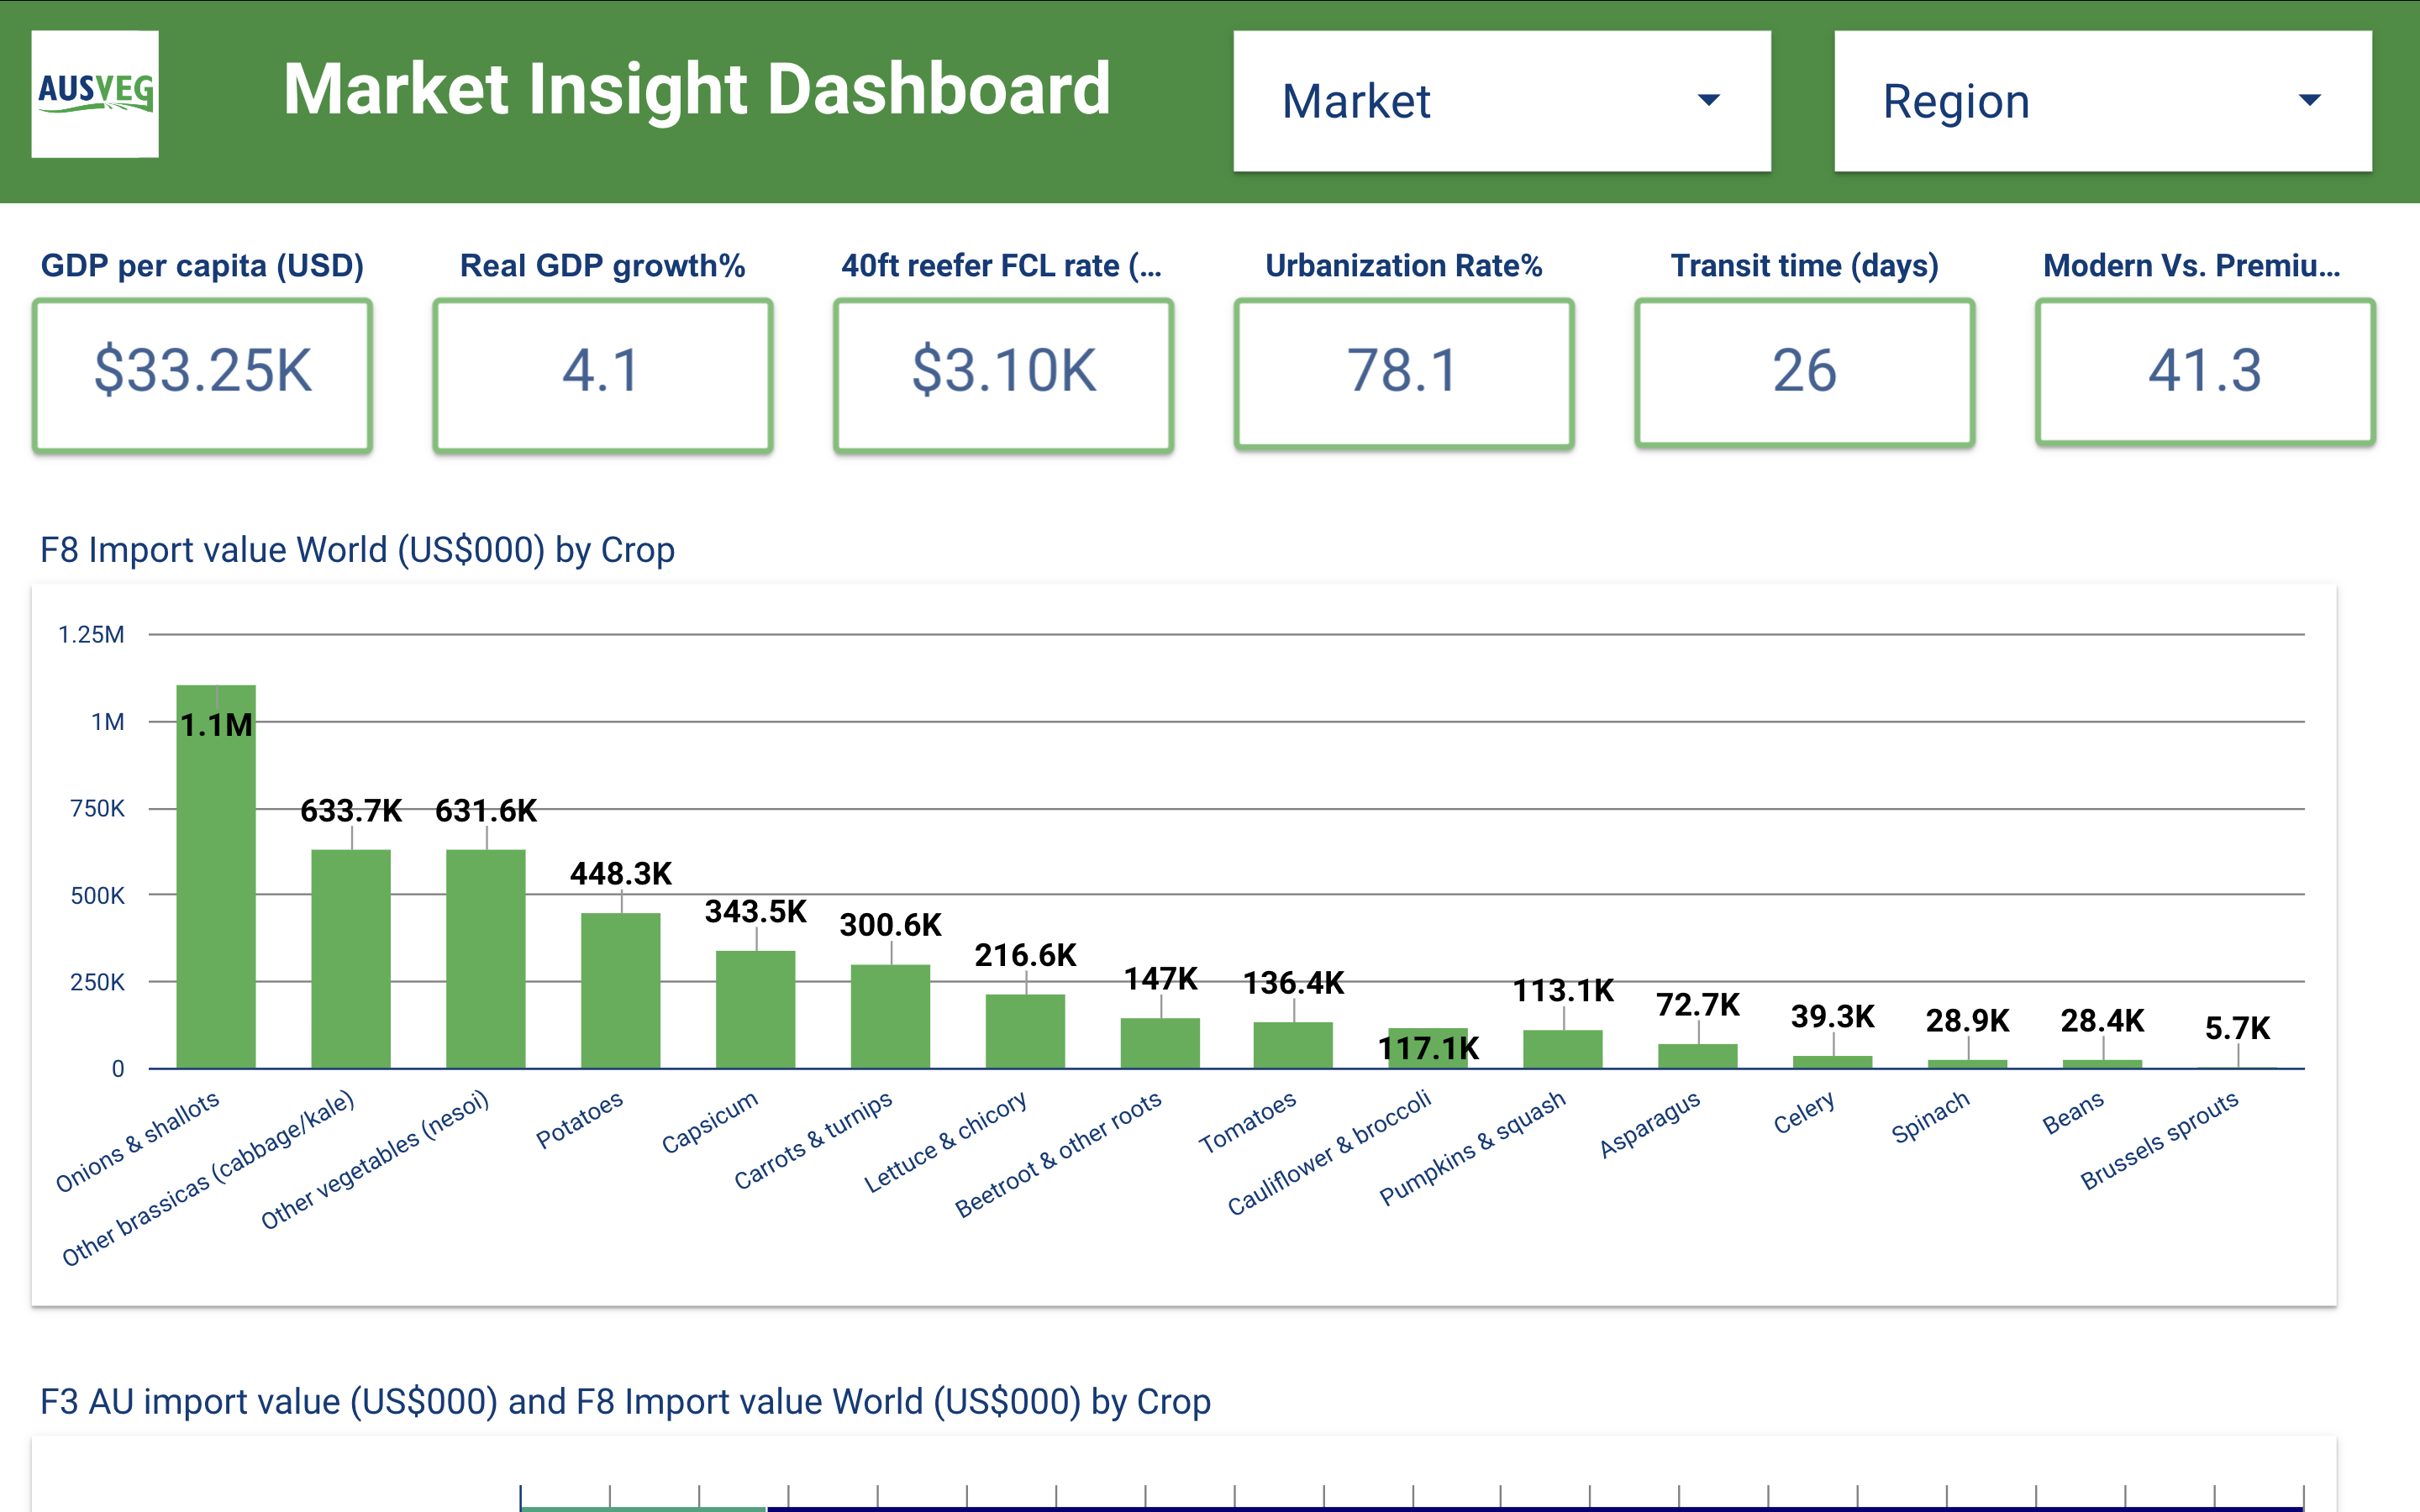 AUSVEG
Market Insight Dashboard
Market
Region
GDP per capita (USD)
Real GDP growth%
40ft reefer FCL rate (...
Urbanization Rate%
Transit time (days)
Modern Vs. Premiu...
$33.25K
4.1
$3.10K
78.1
26
41.3
F8 Import value World (US$000) by Crop
1.25M
1M
750K
500K
250K
0
1.1M
633.7K
631.6K
448.3K
343.5K
300.6K
216.6K
147K
136.4K
117.1K
113.1K
72.7K
39.3K
28.9K
28.4K
5.7K
Onions & shallots
Other brassicas (cabbage/kale)
Other vegetables (nesoi)
Potatoes
Capsicum
Carrots & turnips
Lettuce & chicory
Beetroot & other roots
Tomatoes
Cauliflower & broccoli
Pumpkins & squash
Asparagus
Celery
Spinach
Beans
Brussels sprouts
F3 AU import value (US$000) and F8 Import value World (US$000) by Crop